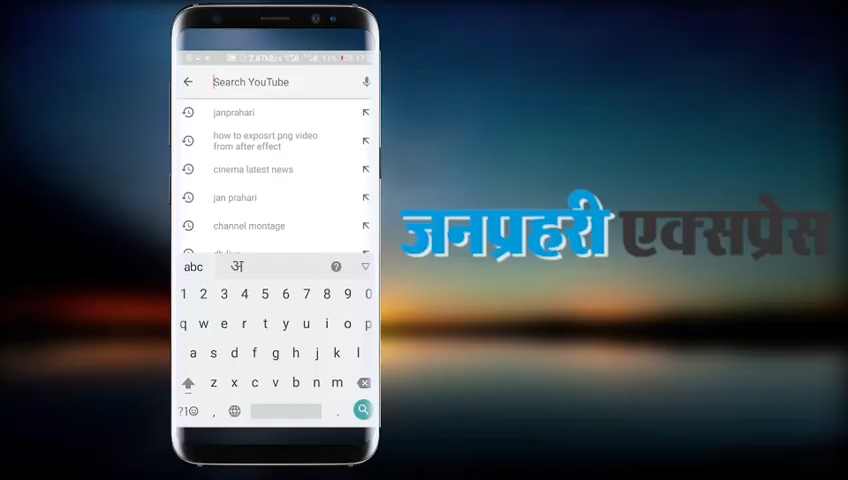 Search YouTube
janprahari
how to exposrt png video
from after effect
cinema latest news
jan prahari
channel montage
जनप्रहरी एक्सप्रेस
abc अ ?
1 2 3 4 5 6 7 8 9 0
q w e r t y u i o p
a s d f g h j k l
z x c v b n m
?1☺ , .